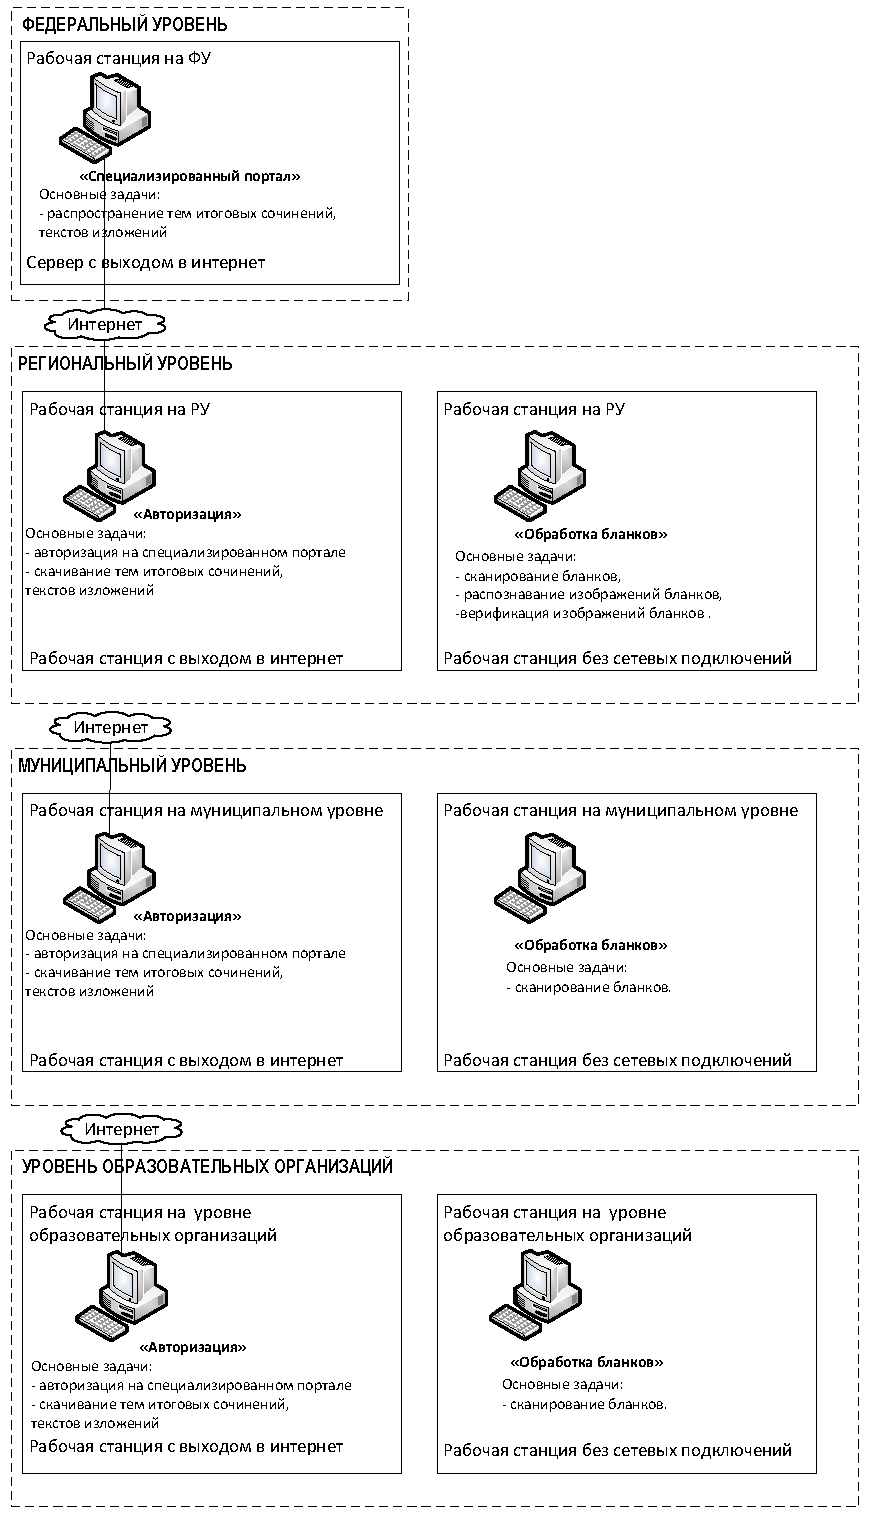 ФЕДЕРАЛЬНЫЙ УРОВЕНЬ
Рабочая станция на ФУ
«Специализированный портал»
Основные задачи:
- распространение тем итоговых сочинений,
текстов изложений
Сервер с выходом в интернет
Интернет
РЕГИОНАЛЬНЫЙ УРОВЕНЬ
Рабочая станция на РУ
«Авторизация»
Основные задачи:
- авторизация на специализированном портале
- скачивание тем итоговых сочинений,
текстов изложений
Рабочая станция с выходом в интернет
Рабочая станция на РУ
«Обработка бланков»
Основные задачи:
- сканирование бланков,
- распознавание изображений бланков,
-верификация изображений бланков .
Рабочая станция без сетевых подключений
Интернет
МУНИЦИПАЛЬНЫЙ УРОВЕНЬ
Рабочая станция на муниципальном уровне
«Авторизация»
Основные задачи:
- авторизация на специализированном портале
- скачивание тем итоговых сочинений,
текстов изложений
Рабочая станция с выходом в интернет
Рабочая станция на муниципальном уровне
«Обработка бланков»
Основные задачи:
- сканирование бланков.
Рабочая станция без сетевых подключений
Интернет
УРОВЕНЬ ОБРАЗОВАТЕЛЬНЫХ ОРГАНИЗАЦИЙ
Рабочая станция на уровне
образовательных организаций
«Авторизация»
Основные задачи:
- авторизация на специализированном портале
- скачивание тем итоговых сочинений,
текстов изложений
Рабочая станция с выходом в интернет
Рабочая станция на уровне
образовательных организаций
«Обработка бланков»
Основные задачи:
- сканирование бланков.
Рабочая станция без сетевых подключений